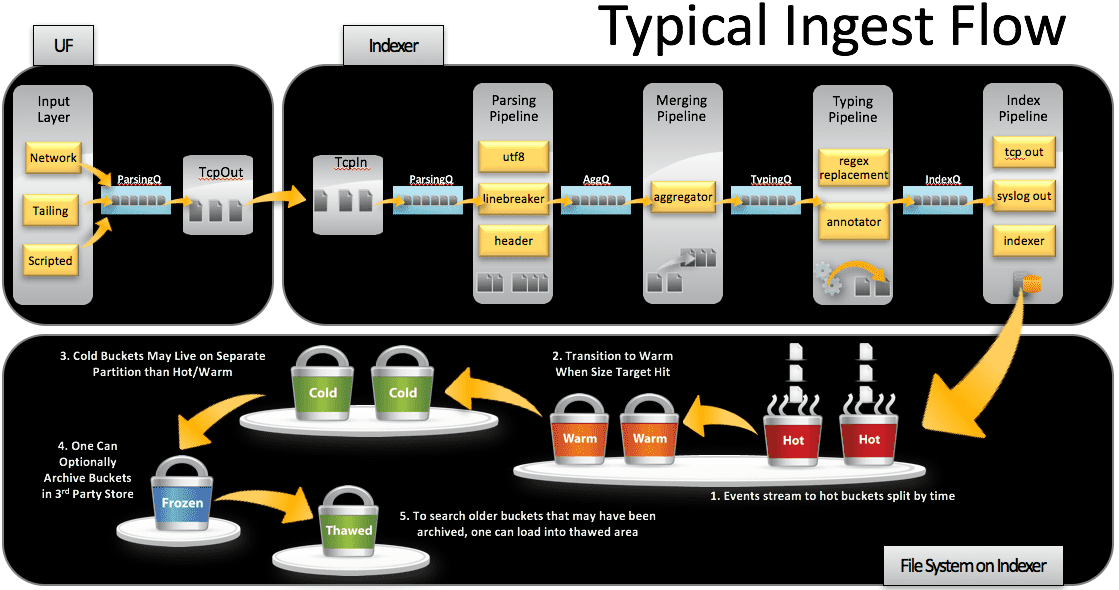 Typical Ingest Flow
UF
Indexer
Input
Layer
Network
Tailing
Scripted
ParsingQ
TcpOut
TcpIn
ParsingQ
Parsing
Pipeline
utf8
linebreaker
header
AggQ
Merging
Pipeline
aggregator
TypingQ
Typing
Pipeline
regex
replacement
annotator
IndexQ
Index
Pipeline
tcp out
syslog out
indexer
3. Cold Buckets May Live on Separate
Partition than Hot/Warm
Cold
Cold
2. Transition to Warm
When Size Target Hit
Warm
Warm
Hot
Hot
1. Events stream to hot buckets split by time
4. One Can
Optionally
Archive Buckets
in 3rd Party Store
Frozen
Thawed
5. To search older buckets that may have been
archived, one can load into thawed area
File System on Indexer